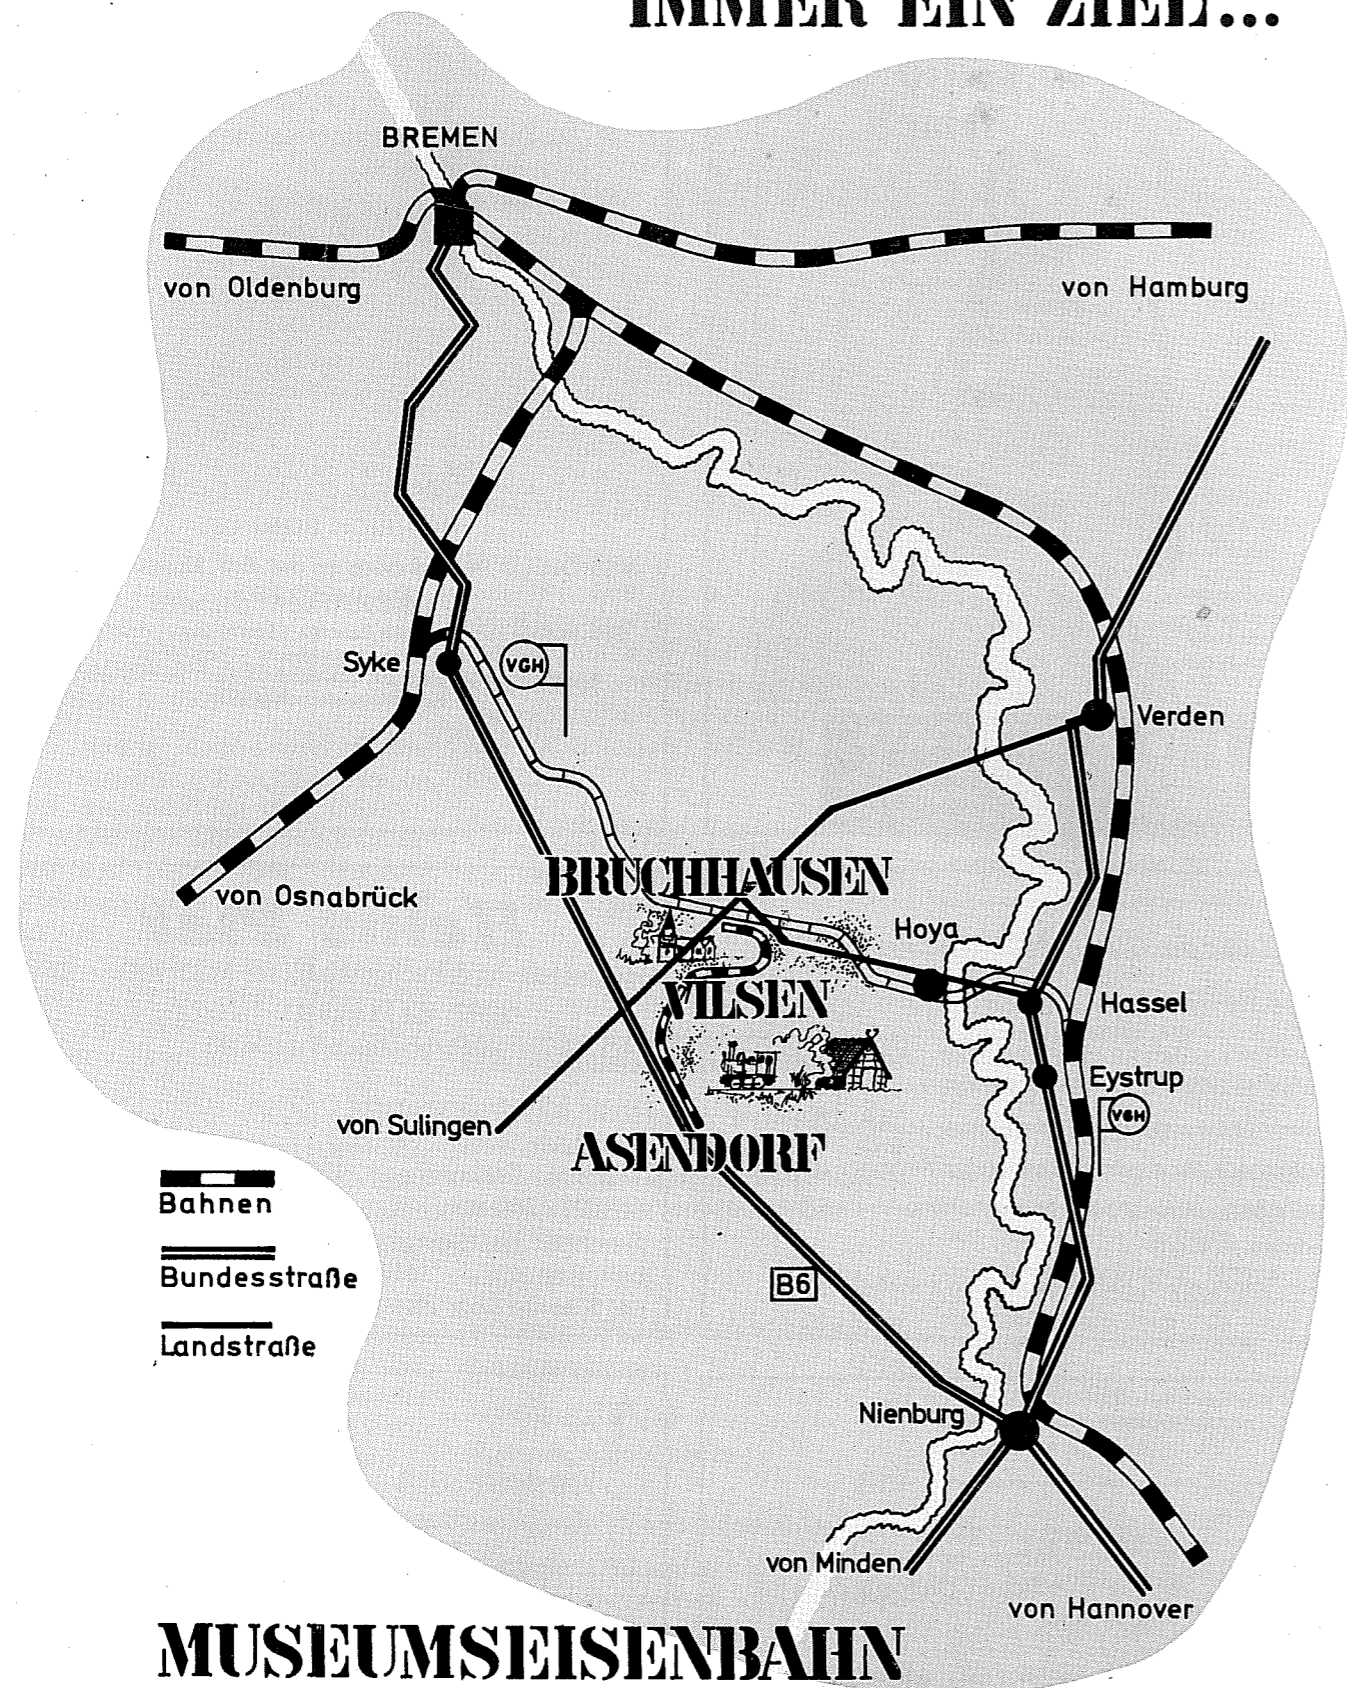 IMMER EIN ZIEL...
BREMEN
von Oldenburg
von Hamburg
Syke
VGH
Verden
von Osnabrück
BRUCHHAUSEN
Hoya
VILSEN
Hassel
Eystrup
VGH
von Sulingen
ASENDORF
Bahnen
Bundesstraße
B6
Landstraße
Nienburg
von Minden
von Hannover
MUSEUMSEISENBAHN